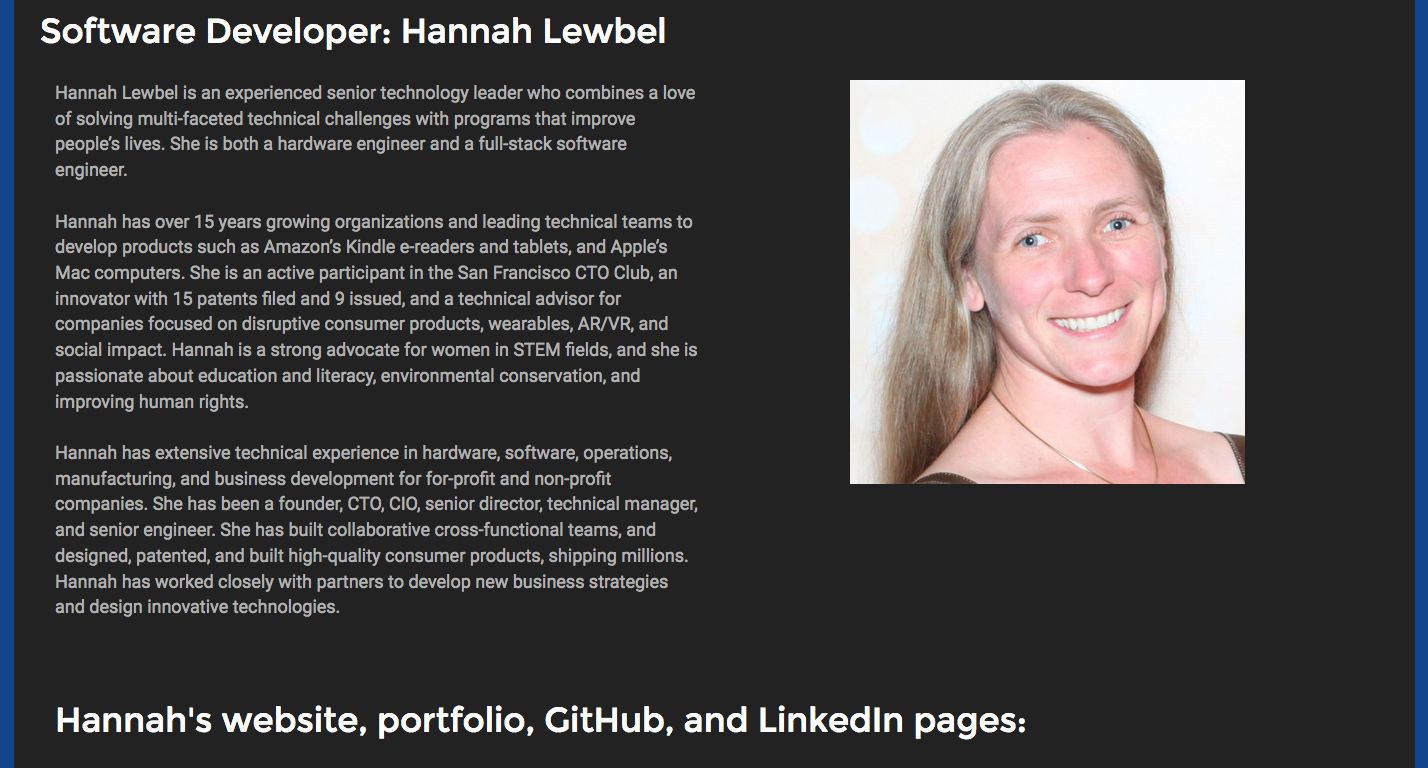 Software Developer: Hannah Lewbel
Hannah Lewbel is an experienced senior technology leader who combines a love
of solving multi-faceted technical challenges with programs that improve
people’s lives. She is both a hardware engineer and a full-stack software
engineer.
Hannah has over 15 years growing organizations and leading technical teams to
develop products such as Amazon’s Kindle e-readers and tablets, and Apple’s
Mac computers. She is an active participant in the San Francisco CTO Club, an
innovator with 15 patents filed and 9 issued, and a technical advisor for
companies focused on disruptive consumer products, wearables, AR/VR, and
social impact. Hannah is a strong advocate for women in STEM fields, and she is
passionate about education and literacy, environmental conservation, and
improving human rights.
Hannah has extensive technical experience in hardware, software, operations,
manufacturing, and business development for for-profit and non-profit
companies. She has been a founder, CTO, CIO, senior director, technical manager,
and senior engineer. She has built collaborative cross-functional teams, and
designed, patented, and built high-quality consumer products, shipping millions.
Hannah has worked closely with partners to develop new business strategies
and design innovative technologies.
Hannah's website, portfolio, GitHub, and LinkedIn pages: